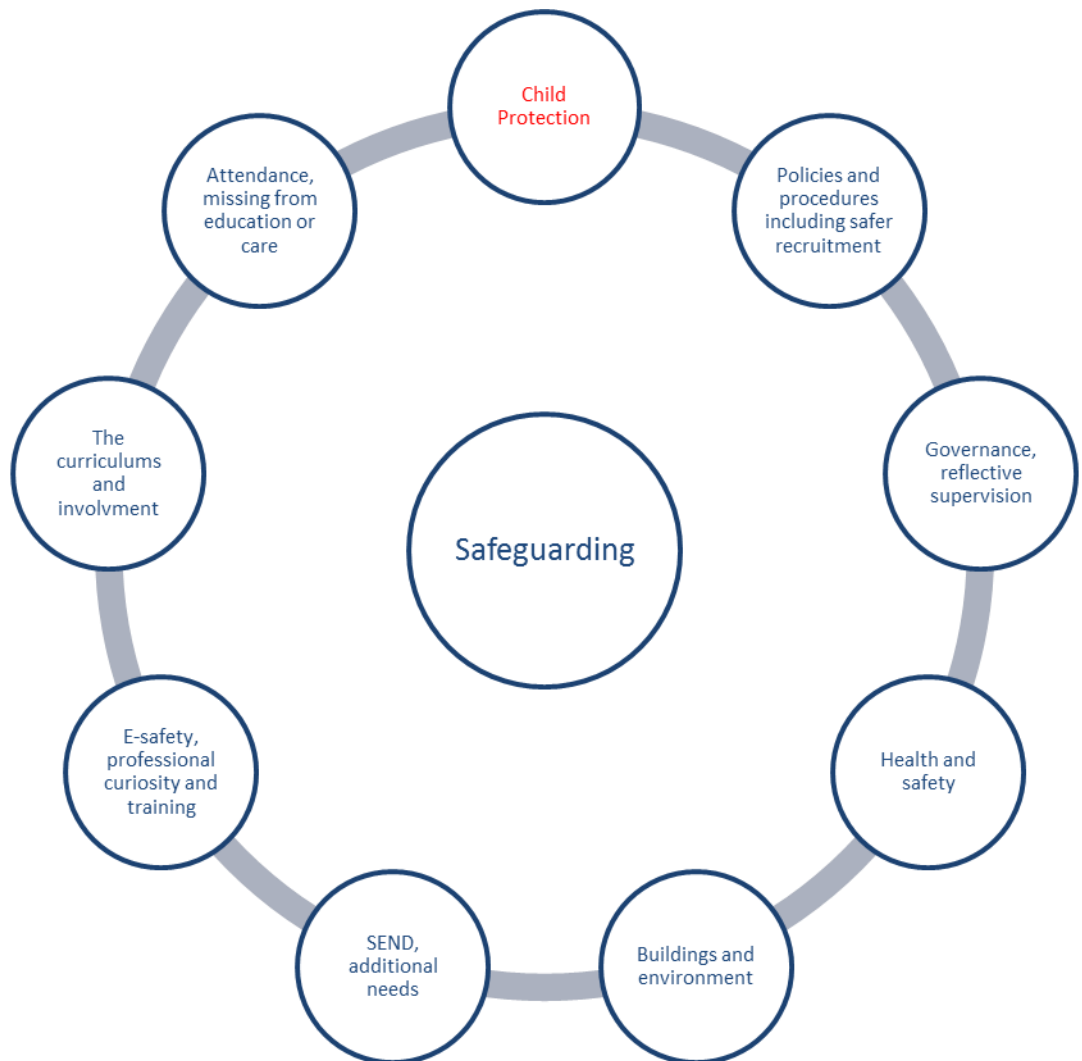 Child
Protection
Policies and
procedures
including safer
recruitment
Governance,
reflective
supervision
Health and
safety
Buildings and
environment
SEND,
additional
needs
E-safety,
professional
curiosity and
training
The
curriculums
and
involvment
Attendance,
missing from
education or
care
Safeguarding